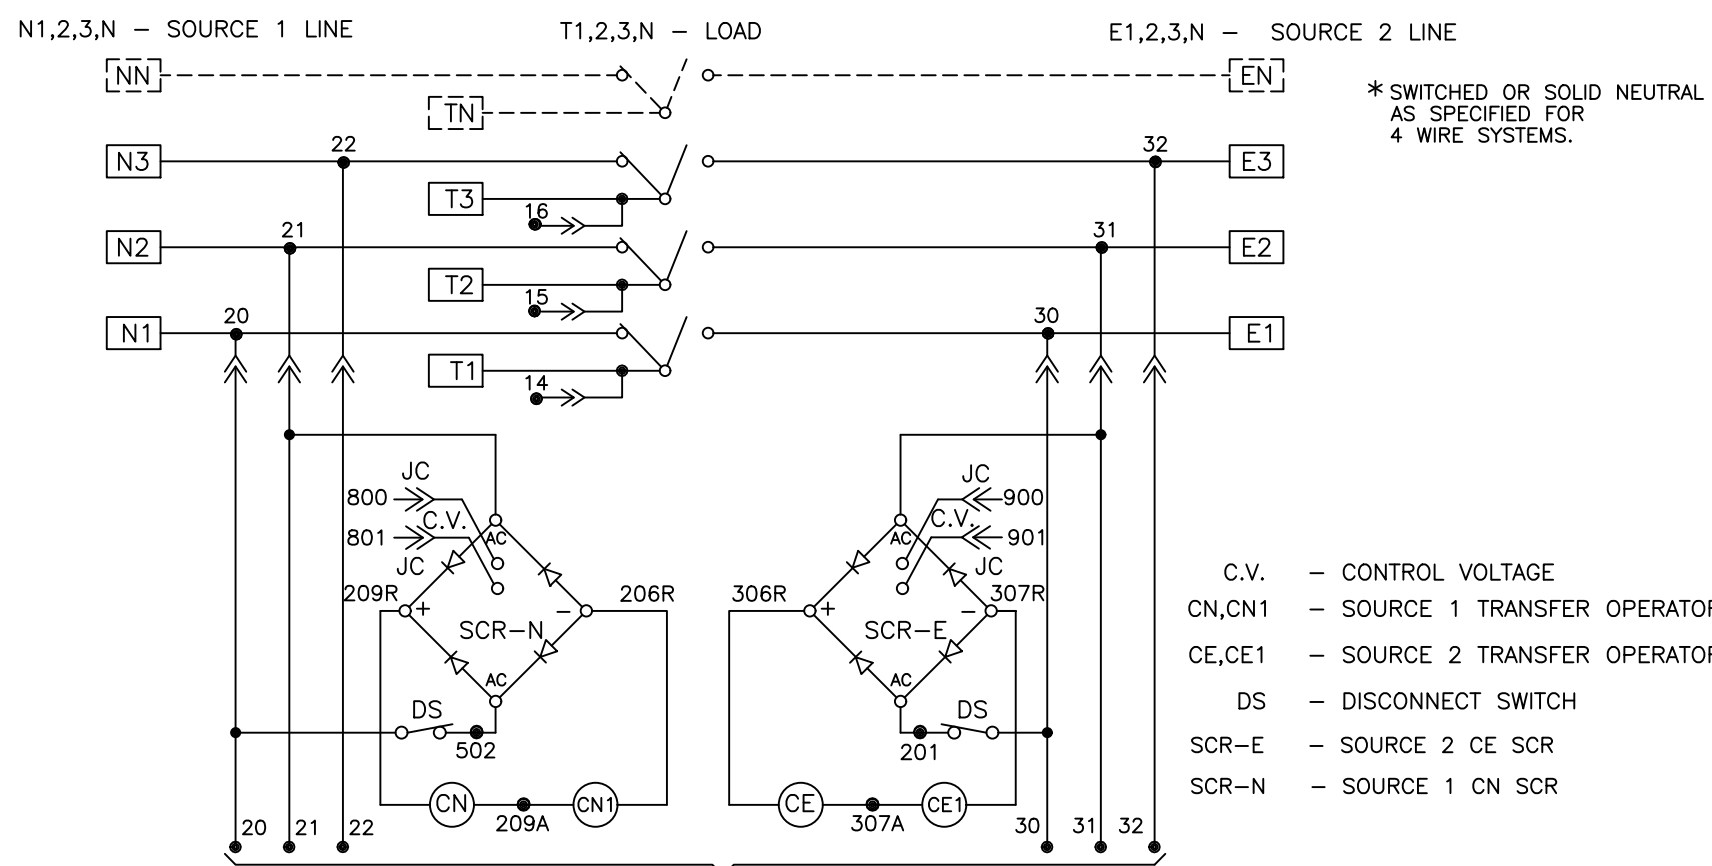 N1,2,3,N – SOURCE 1 LINE
T1,2,3,N – LOAD
E1,2,3,N – SOURCE 2 LINE
NN
EN
TN
* SWITCHED OR SOLID NEUTRAL
AS SPECIFIED FOR
4 WIRE SYSTEMS.
N3
22
32
E3
T3
16
N2
21
31
E2
T2
15
N1
20
30
E1
T1
14
JC
JC
800
900
C.V.
C.V.
801
AC
AC
901
JC
JC
209R
+
–
206R
306R
+
–
307R
SCR–N
SCR–E
AC
AC
DS
DS
502
201
CN
CN1
CE
CE1
209A
307A
20
21
22
30
31
32
C.V. – CONTROL VOLTAGE
CN,CN1 – SOURCE 1 TRANSFER OPERATOR
CE,CE1 – SOURCE 2 TRANSFER OPERATOR
DS – DISCONNECT SWITCH
SCR–E – SOURCE 2 CE SCR
SCR–N – SOURCE 1 CN SCR